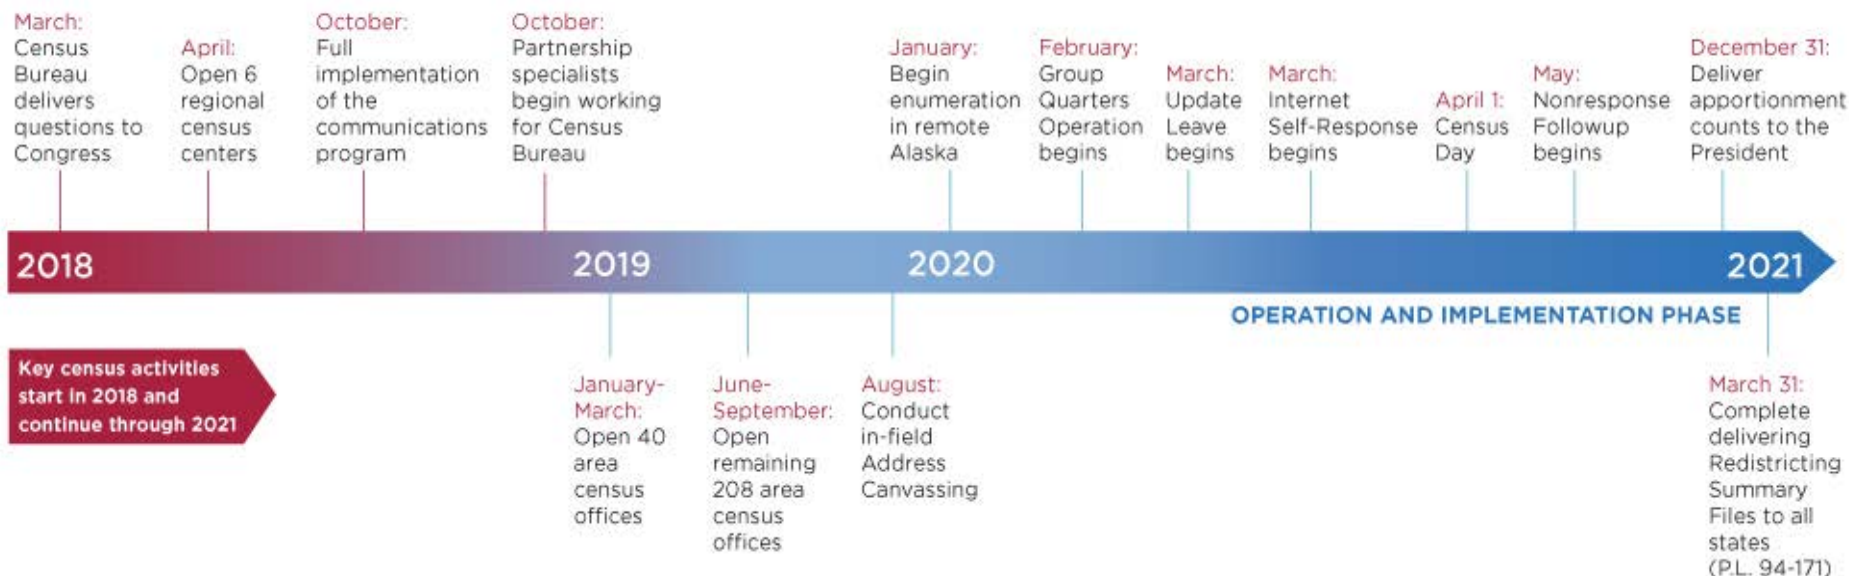 March:
Census
Bureau
delivers
questions to
Congress
April:
Open 6
regional
census
centers
October:
Full
implementation
of the
communications
program
October:
Partnership
specialists
begin working
for Census
Bureau
January:
Begin
enumeration
in remote
Alaska
February:
Group
Quarters
Operation
begins
March:
Update
Leave
begins
March:
Internet
Self-Response
begins
April 1:
Census
Day
May:
Nonresponse
Followup
begins
December 31:
Deliver
apportionment
counts to the
President
2018
2019
2020
2021
OPERATION AND IMPLEMENTATION PHASE
Key census activities
start in 2018 and
continue through 2021
January-
March:
Open 40
area
census
offices
June-
September:
Open
remaining
208 area
census
offices
August:
Conduct
in-field
Address
Canvassing
March 31:
Complete
delivering
Redistricting
Summary
Files to all
states
(P.L. 94-171)